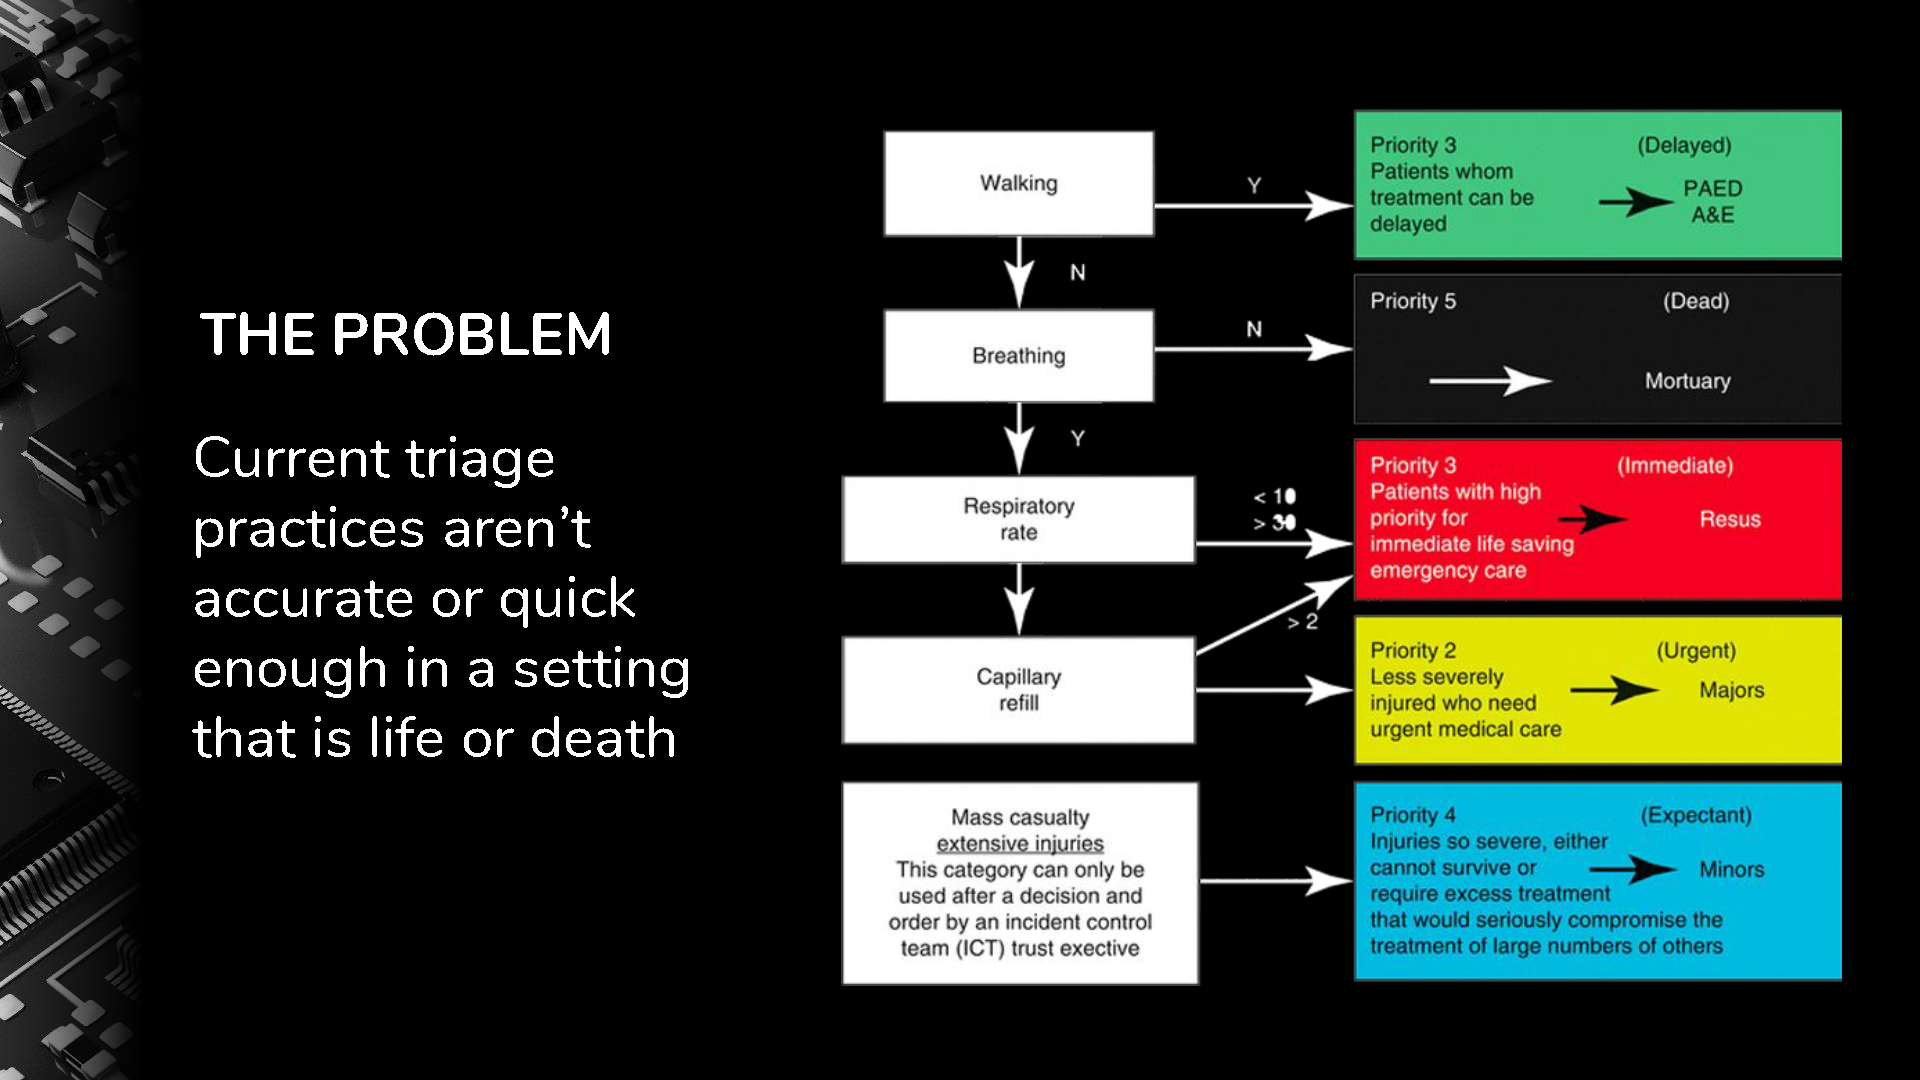 THE PROBLEM
Current triage
practices aren’t
accurate or quick
enough in a setting
that is life or death
Walking
Y
Priority 3 (Delayed)
Patients whom
treatment can be
delayed
PAED
A&E
N
Breathing
N
Priority 5 (Dead)
Mortuary
Y
Respiratory
rate
< 10
> 30
Priority 3 (Immediate)
Patients with high
priority for
immediate life saving
emergency care
Resus
> 2
Capillary
refill
Priority 2 (Urgent)
Less severely
injured who need
urgent medical care
Majors
Mass casualty
extensive injuries
This category can only be
used after a decision and
order by an incident control
team (ICT) trust exective
Priority 4 (Expectant)
Injuries so severe, either
cannot survive or
require excess treatment
that would seriously compromise the
treatment of large numbers of others
Minors